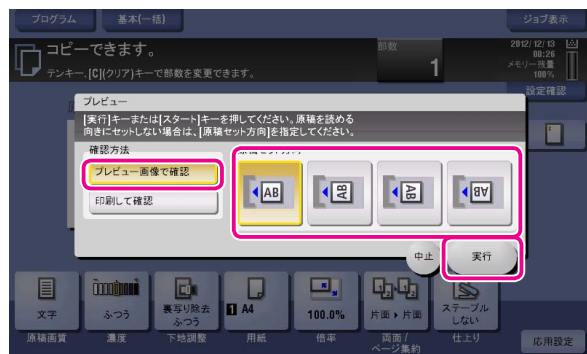 プログラム
基本(一括)
ジョブ表示
コピーできます。
テンキー、[C](クリア)キーで部数を変更できます。
部数
1
2012/12/13
00:26
メモリー残量
100%
設定確認
プレビュー
[実行]キーまたは[スタート]キーを押してください。原稿を読める
向きにセットしない場合は、[原稿セット方向]を指定してください。
確認方法
プレビュー画像で確認
印刷して確認
AB
AB
AB
AB
中止
実行
文字
ふつう
裏写り除去
ふつう
1 A4
100.0%
片面 ▶ 片面
ステープル
しない
原稿画質
濃度
下地調整
用紙
倍率
両面 /
ページ集約
仕上り
応用設定